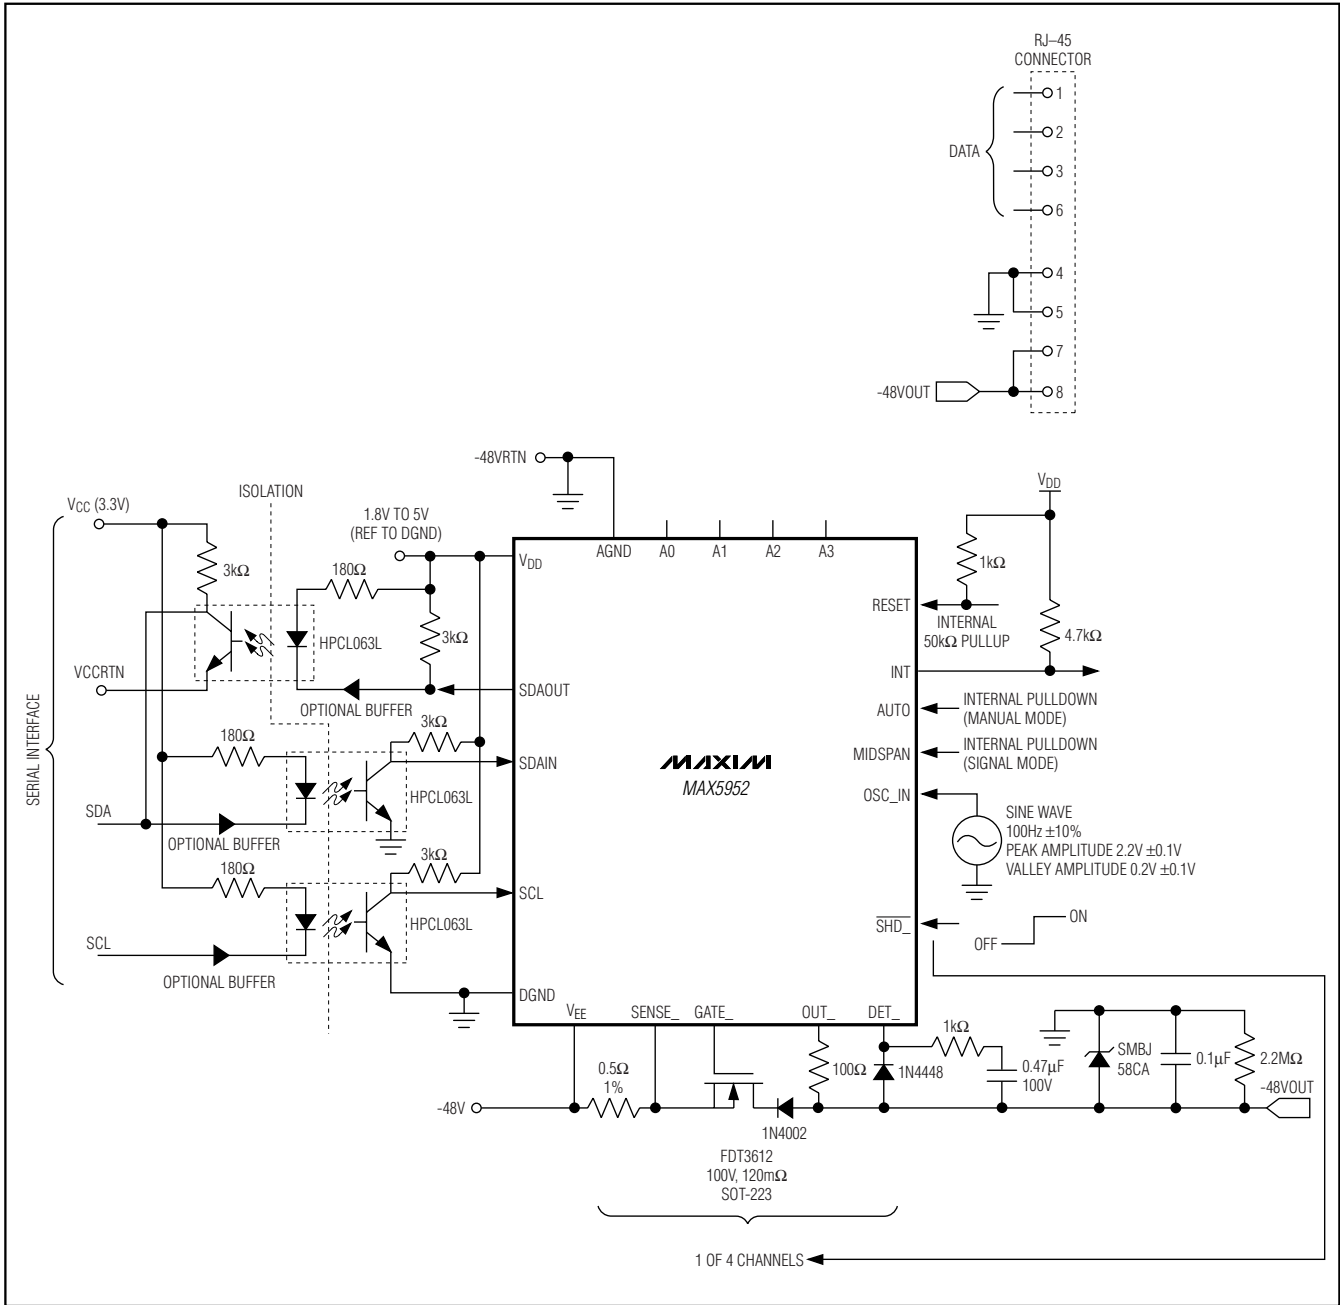 RJ–45
CONNECTOR
1
2
DATA
3
6
4
5
7
-48VOUT
8
-48VRTN
ISOLATION
VCC (3.3V)
1.8V TO 5V
(REF TO DGND)
VDD
AGND
A0
A1
A2
A3
VDD
3kΩ
180Ω
1kΩ
RESET
INTERNAL
50kΩ PULLUP
4.7kΩ
HPCL063L
3kΩ
VCCRTN
SDAOUT
INT
OPTIONAL BUFFER
AUTO
INTERNAL PULLDOWN
(MANUAL MODE)
SERIAL INTERFACE
180Ω
3kΩ
SDAIN
MAXIM
MAX5952
MIDSPAN
INTERNAL PULLDOWN
(SIGNAL MODE)
HPCL063L
OSC_IN
SDA
OPTIONAL BUFFER
SINE WAVE
100Hz ±10%
PEAK AMPLITUDE 2.2V ±0.1V
VALLEY AMPLITUDE 0.2V ±0.1V
180Ω
3kΩ
SCL
HPCL063L
SHD_
ON
OFF
SCL
OPTIONAL BUFFER
DGND
VEE
SENSE_
GATE_
OUT_
DET_
1kΩ
0.5Ω
1%
100Ω
1N4448
0.47µF
100V
SMBJ
58CA
0.1µF
2.2MΩ
-48VOUT
-48V
1N4002
FDT3612
100V, 120mΩ
SOT-223
1 OF 4 CHANNELS